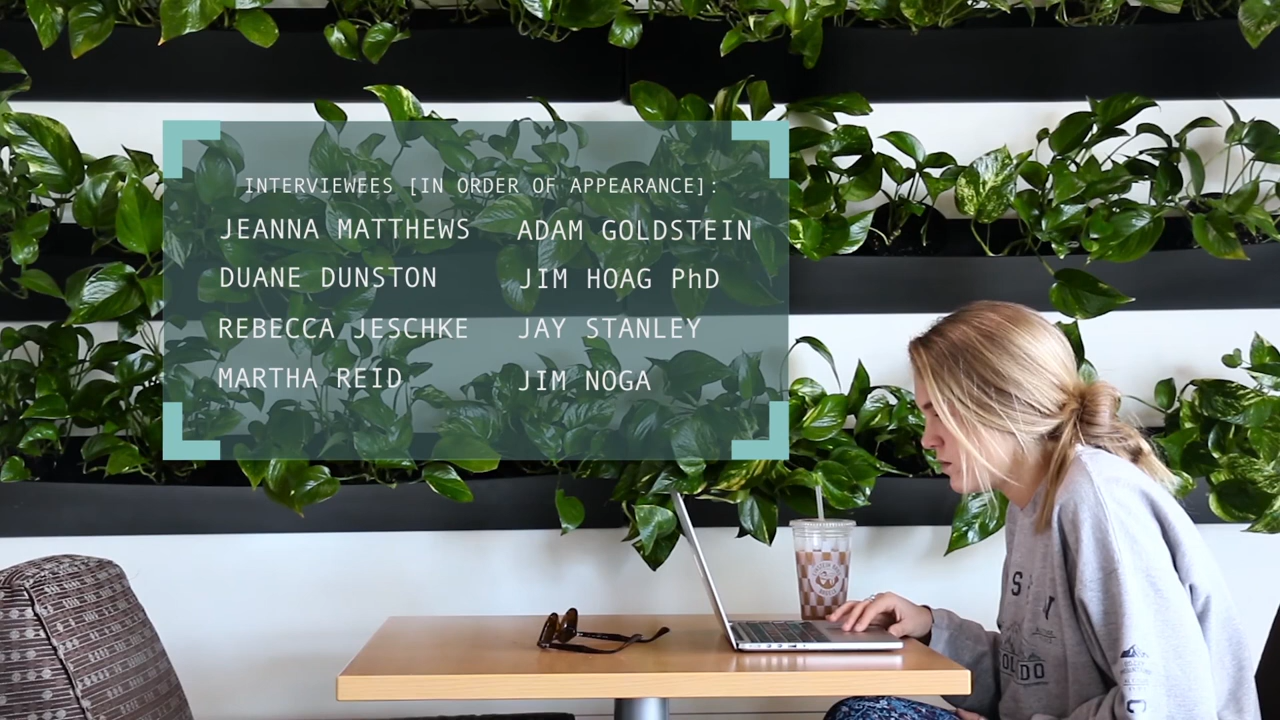 INTERVIEWEES [IN ORDER OF APPEARANCE]:
JEANNA MATTHEWS
DUANE DUNSTON
REBECCA JESCHKE
MARTHA REID
ADAM GOLDSTEIN
JIM HOAG PhD
JAY STANLEY
JIM NOGA